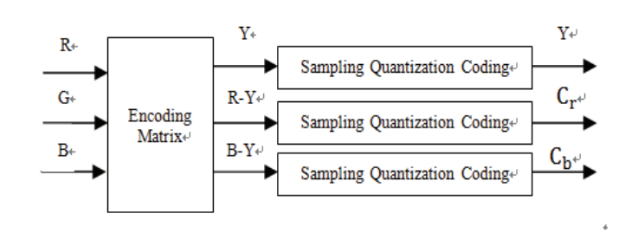 R
G
B
Encoding
Matrix
Y
R-Y
B-Y
Sampling Quantization Coding
Sampling Quantization Coding
Sampling Quantization Coding
Y
Cr
Cb